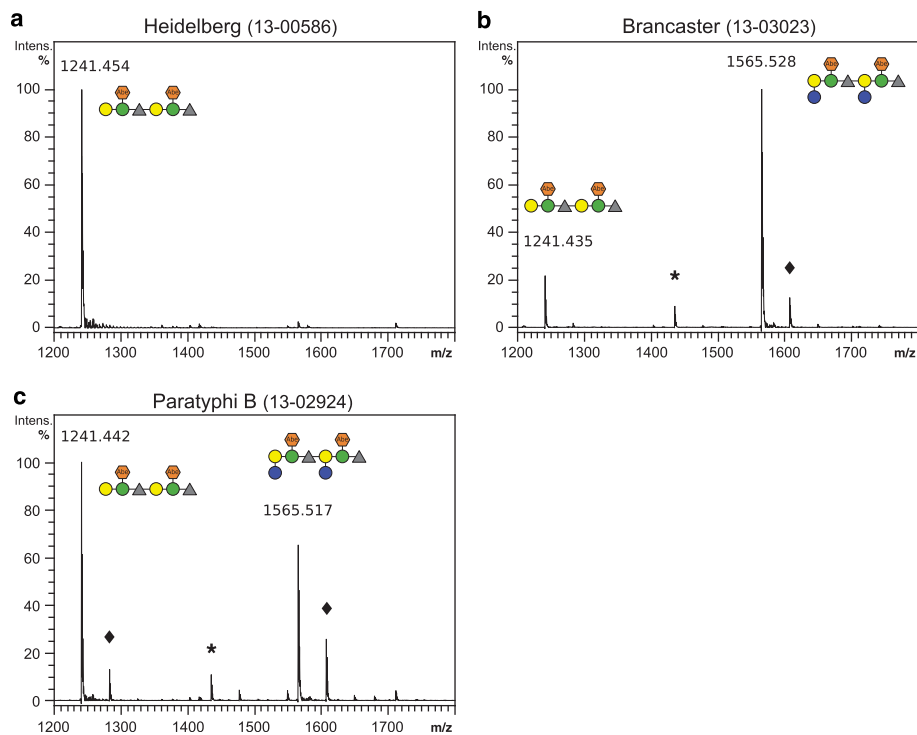 a
Heidelberg (13-00586)
Intens.
%
1241.454
Abe
Abe
100
80
60
40
20
0
1200 1300 1400 1500 1600 1700 m/z
b
Brancaster (13-03023)
Intens.
%
1565.528
Abe
Abe
100
80
60
Abe
Abe
40
1241.435
20
*
0
1200 1300 1400 1500 1600 1700 m/z
c
Paratyphi B (13-02924)
Intens.
%
1241.442
Abe
Abe
100
Abe
Abe
80
1565.517
60
40
20
*
0
1200 1300 1400 1500 1600 1700 m/z